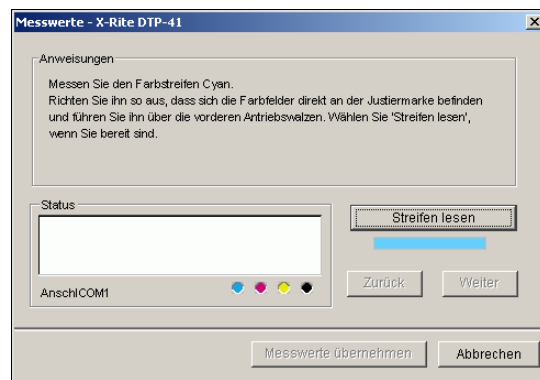 Messwerte - X-Rite DTP-41
Anweisungen
Messen Sie den Farbstreifen Cyan.
Richten Sie ihn so aus, dass sich die Farbfelder direkt an der Justiermarke befinden
und führen Sie ihn über die vorderen Antriebswalzen. Wählen Sie 'Streifen lesen',
wenn Sie bereit sind.
Status
Streifen lesen
AnschlCOM1
Zurück
Weiter
Messwerte übernehmen
Abbrechen